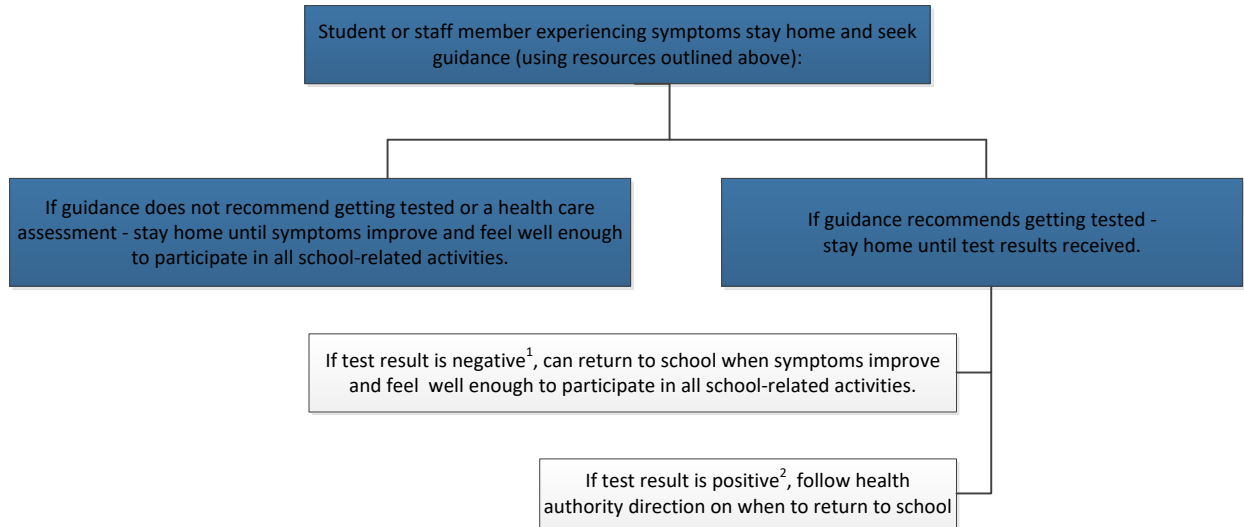 Student or staff member experiencing symptoms stay home and seek
guidance (using resources outlined above):
If guidance does not recommend getting tested or a health care
assessment - stay home until symptoms improve and feel well enough
to participate in all school-related activities.
If guidance recommends getting tested -
stay home until test results received.
If test result is negative¹, can return to school when symptoms improve
and feel  well enough to participate in all school-related activities.
If test result is positive², follow health
authority direction on when to return to school